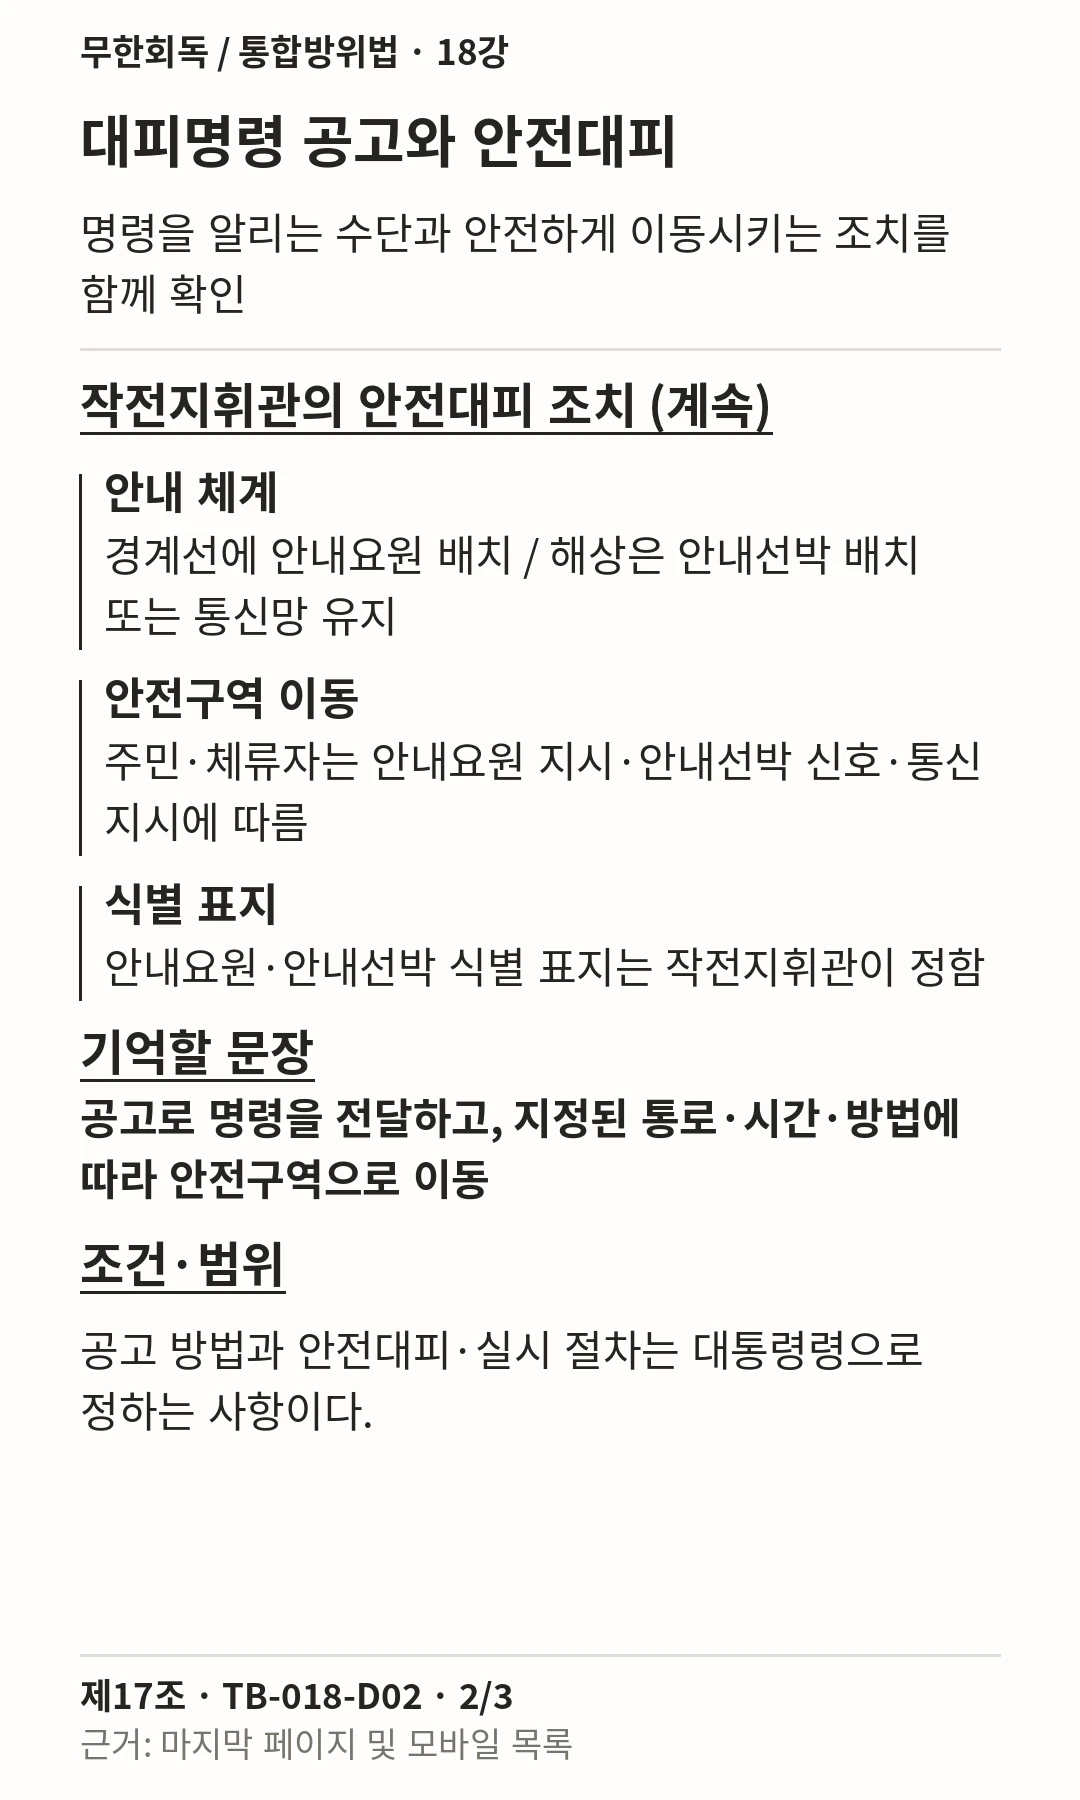 무한회독 / 통합방위법 · 18강
대피명령 공고와 안전대피
명령을 알리는 수단과 안전하게 이동시키는 조치를
함께 확인
작전지휘관의 안전대피 조치 (계속)
안내 체계
경계선에 안내요원 배치 / 해상은 안내선박 배치
또는 통신망 유지
안전구역 이동
주민·체류자는 안내요원 지시·안내선박 신호·통신
지시에 따름
식별 표지
안내요원·안내선박 식별 표지는 작전지휘관이 정함
기억할 문장
공고로 명령을 전달하고, 지정된 통로·시간·방법에
따라 안전구역으로 이동
조건·범위
공고 방법과 안전대피·실시 절차는 대통령령으로
정하는 사항이다.
제17조 · TB-018-D02 · 2/3
근거: 마지막 페이지 및 모바일 목록